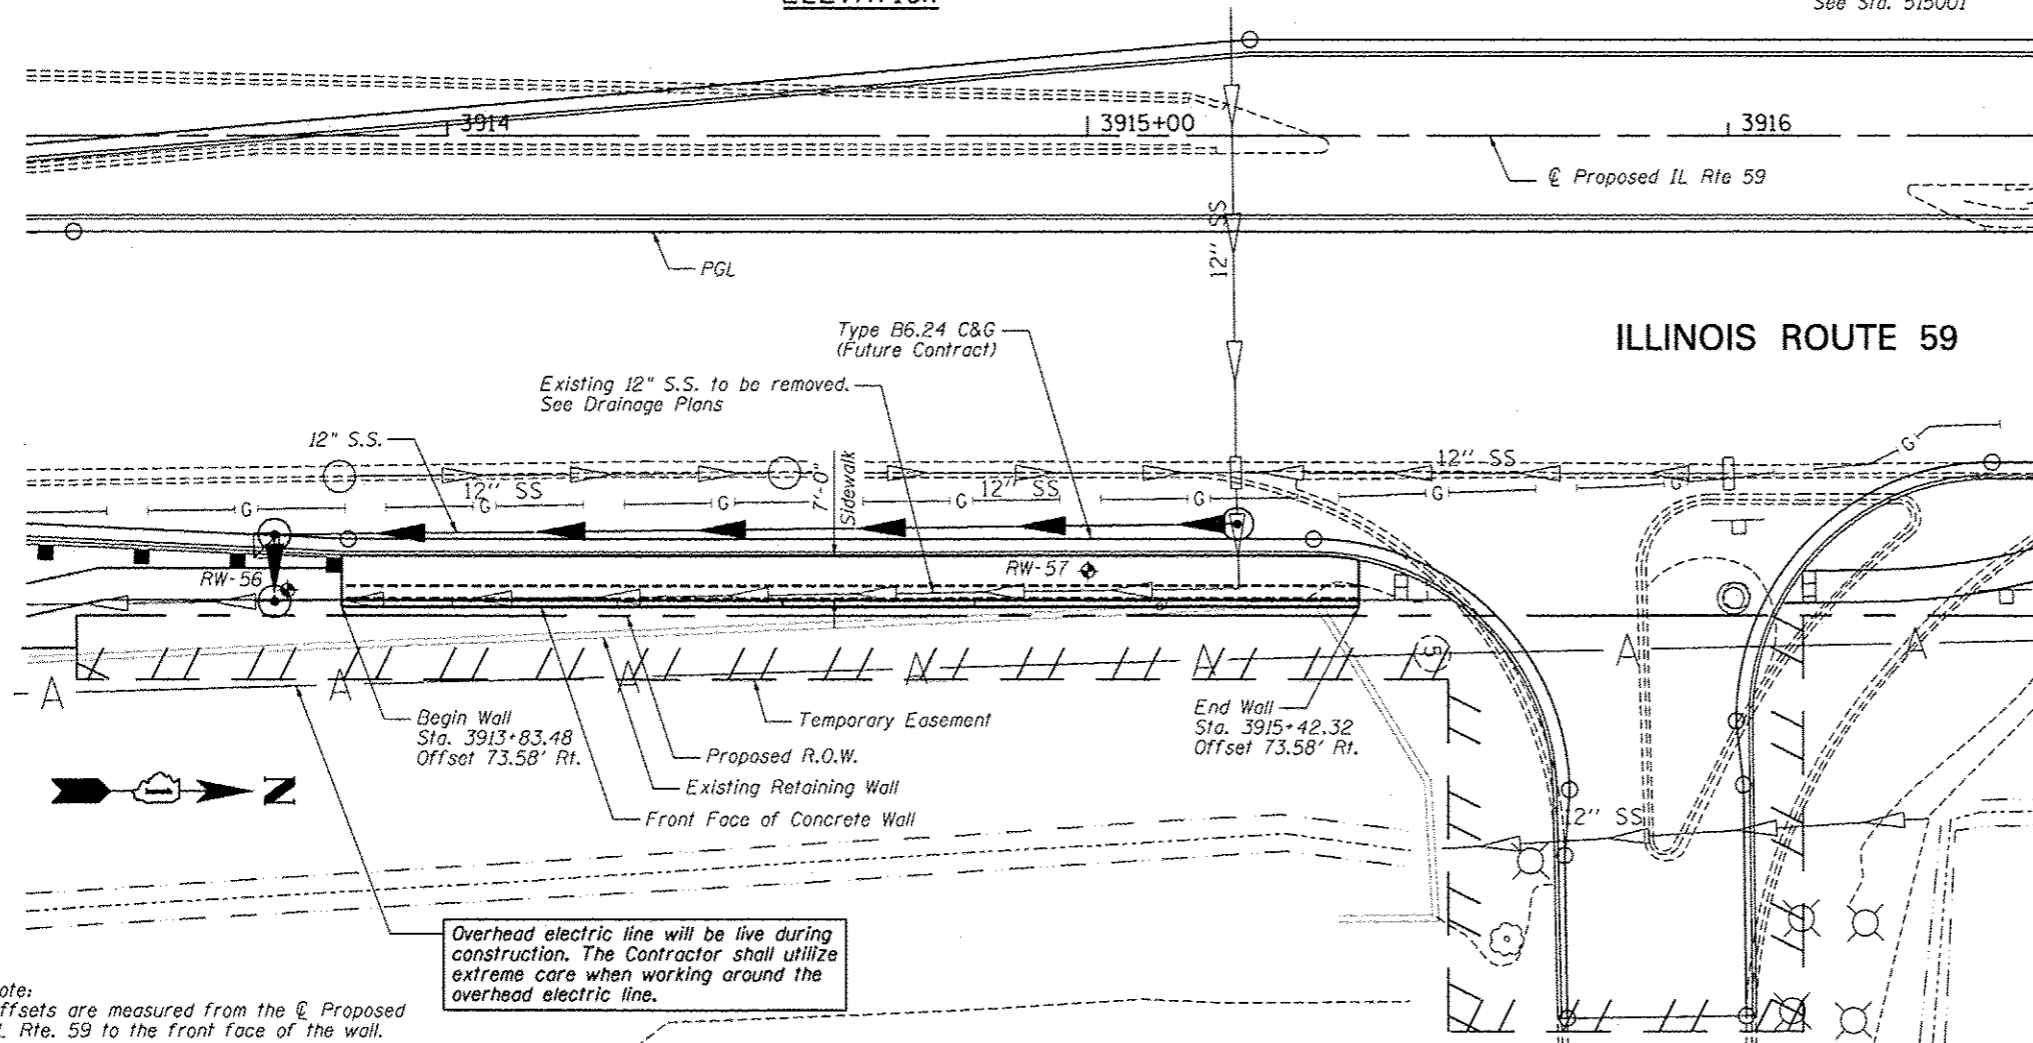 ELEVATION
See Std. 515001
3914
3915+00
3916
℄ Proposed IL Rte 59
PGL
12" SS
Type B6.24 C&G
(Future Contract)
ILLINOIS ROUTE 59
Existing 12" S.S. to be removed.
See Drainage Plans
12" S.S.
7'-0"
Sidewalk
12" SS
12" SS
12" SS
G
G
G
G
G
G
G
G
G
RW-56
RW-57
A
A
A
A
A
A
A
5
Begin Wall
Sta. 3913+83.48
Offset 73.58' Rt.
Temporary Easement
Proposed R.O.W.
Existing Retaining Wall
Front Face of Concrete Wall
End Wall
Sta. 3915+42.32
Offset 73.58' Rt.
N
12" SS
Overhead electric line will be live during
construction. The Contractor shall utilize
extreme care when working around the
overhead electric line.
ote:
ffsets are measured from the ℄ Proposed
L Rte. 59 to the front face of the wall.